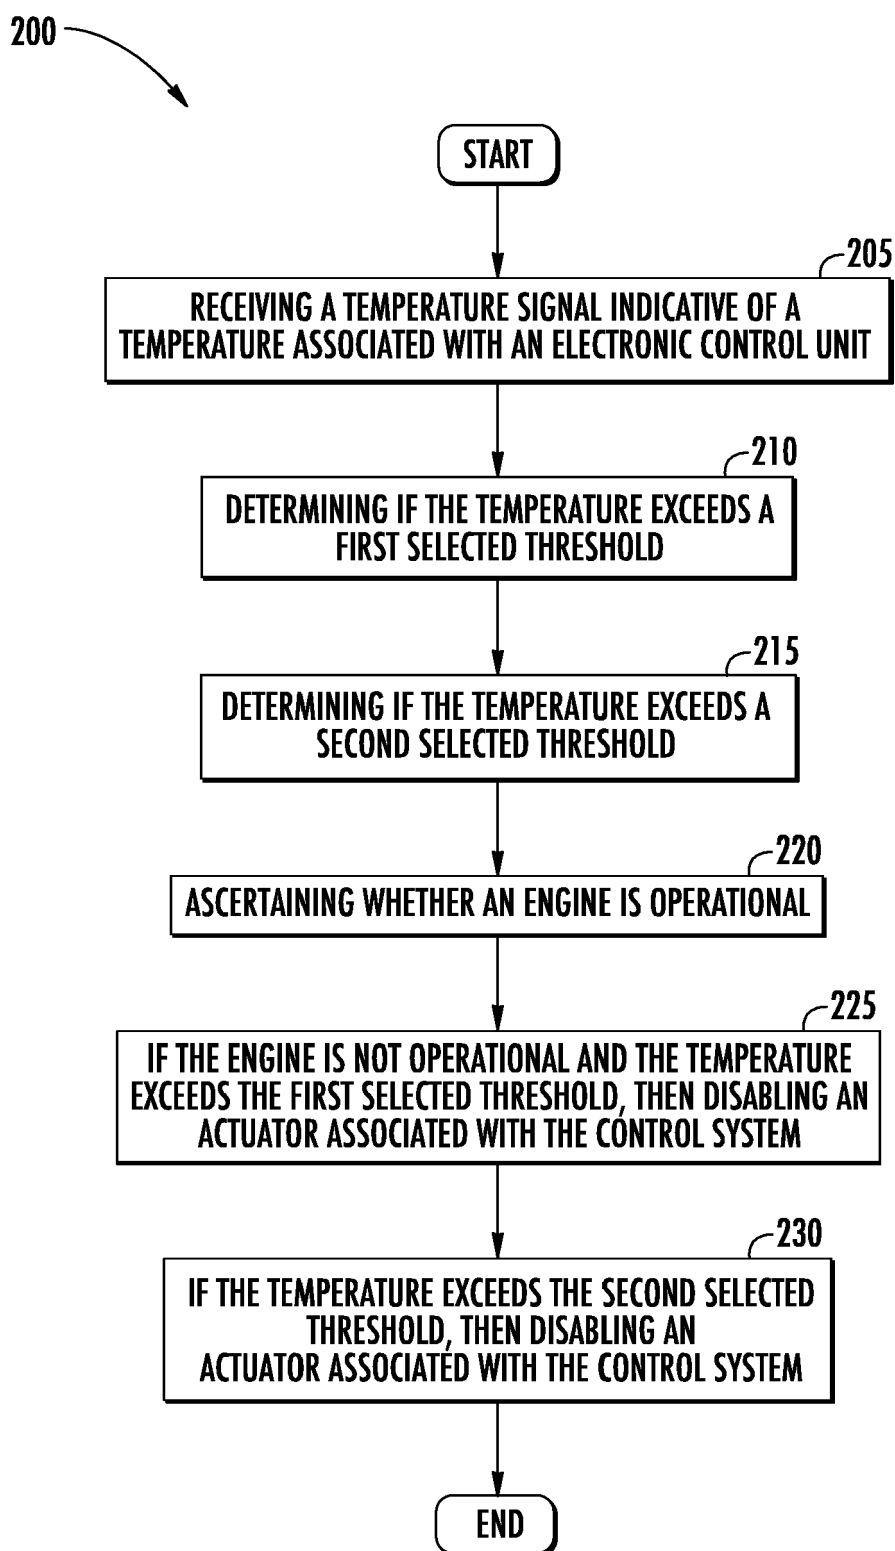 200
START
205
RECEIVING A TEMPERATURE SIGNAL INDICATIVE OF A
TEMPERATURE ASSOCIATED WITH AN ELECTRONIC CONTROL UNIT
210
DETERMINING IF THE TEMPERATURE EXCEEDS A
FIRST SELECTED THRESHOLD
215
DETERMINING IF THE TEMPERATURE EXCEEDS A
SECOND SELECTED THRESHOLD
220
ASCERTAINING WHETHER AN ENGINE IS OPERATIONAL
225
IF THE ENGINE IS NOT OPERATIONAL AND THE TEMPERATURE
EXCEEDS THE FIRST SELECTED THRESHOLD, THEN DISABLING AN
ACTUATOR ASSOCIATED WITH THE CONTROL SYSTEM
230
IF THE TEMPERATURE EXCEEDS THE SECOND SELECTED
THRESHOLD, THEN DISABLING AN
ACTUATOR ASSOCIATED WITH THE CONTROL SYSTEM
END